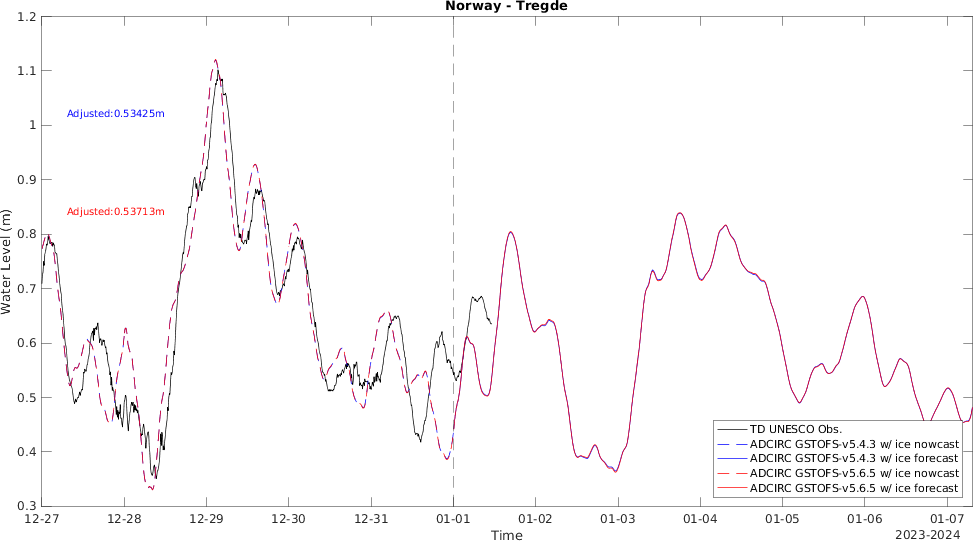 Norway - Tregde
1.2
1.1
1
0.9
0.8
0.7
0.6
0.5
0.4
0.3
Water Level (m)
Adjusted:0.53425m
Adjusted:0.53713m
TD UNESCO Obs.
ADCIRC GSTOFS-v5.4.3 w/ ice nowcast
ADCIRC GSTOFS-v5.4.3 w/ ice forecast
ADCIRC GSTOFS-v5.6.5 w/ ice nowcast
ADCIRC GSTOFS-v5.6.5 w/ ice forecast
12-27 12-28 12-29 12-30 12-31 01-01 01-02 01-03 01-04 01-05 01-06 01-07
Time
2023-2024